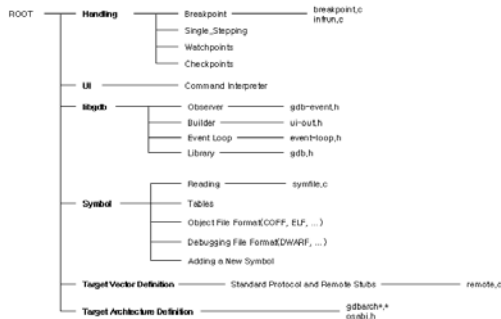 ROOT
Handling
Breakpoint
breakpoint.c
infrun.c
Single_Stepping
Watchpoints
Checkpoints
UI
Command Interpreter
libgdb
Observer
gdb-event.h
Builder
ui-out.h
Event Loop
event-loop.h
Library
gdb.h
Symbol
Reading
symfile.c
Tables
Object File Format(COFF, ELF, ...)
Debugging File Format(DWARF, ...)
Adding a New Symbol
Target Vector Definition
Standard Protocol and Remote Stubs
remote.c
Target Architecture Definition
gdbarch*.*
osabi.h